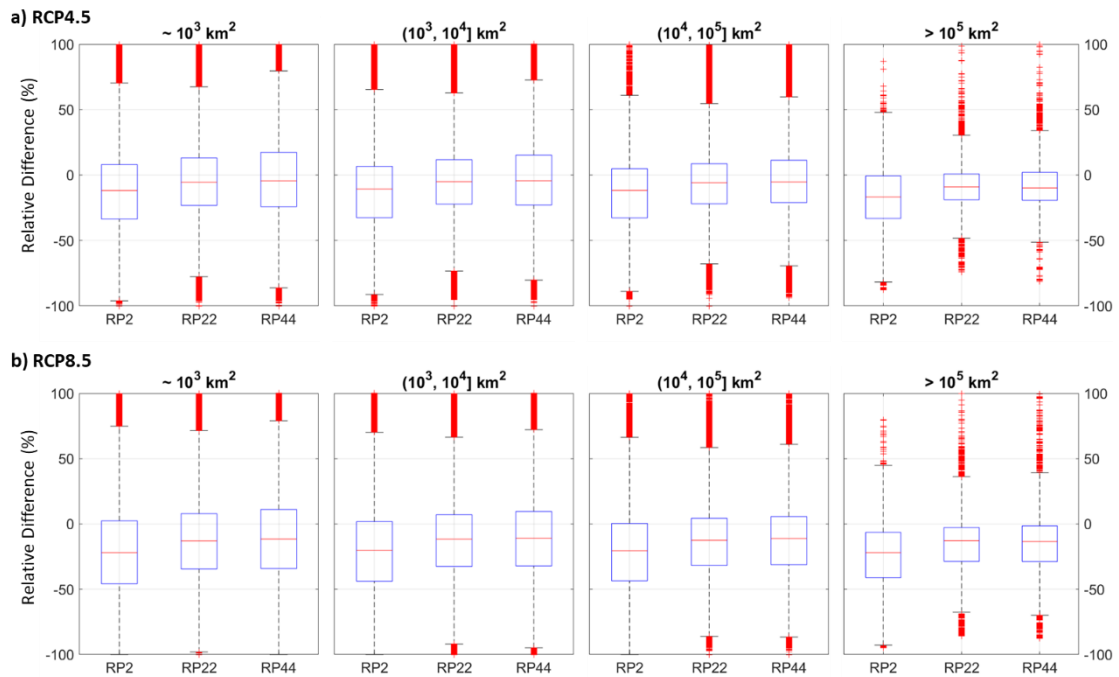 a) RCP4.5
~ 10³ km² (10³, 10⁴] km² (10⁴, 10⁵] km² > 10⁵ km²
100 100
50 50
0 0
-50 -50
-100 -100
Relative Difference (%)
RP2 RP22 RP44 RP2 RP22 RP44 RP2 RP22 RP44 RP2 RP22 RP44
b) RCP8.5
~ 10³ km² (10³, 10⁴] km² (10⁴, 10⁵] km² > 10⁵ km²
100 100
50 50
0 0
-50 -50
-100 -100
Relative Difference (%)
RP2 RP22 RP44 RP2 RP22 RP44 RP2 RP22 RP44 RP2 RP22 RP44